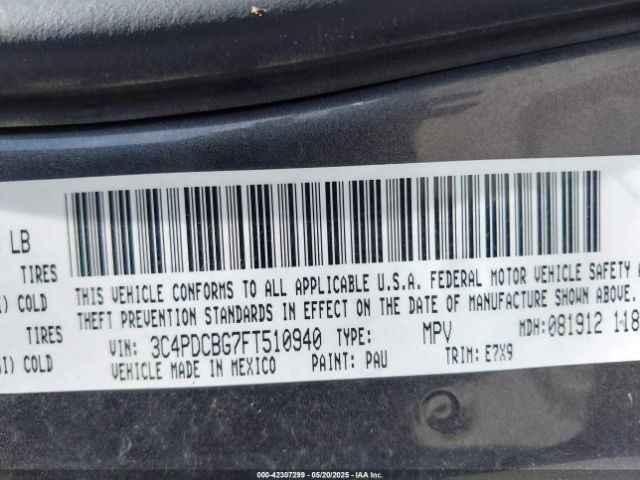 LB
TIRES
) COLD
TIRES
I) COLD
THIS VEHICLE CONFORMS TO ALL APPLICABLE U.S.A. FEDERAL MOTOR VEHICLE SAFETY
THEFT PREVENTION STANDARDS IN EFFECT ON THE DATE OF MANUFACTURE SHOWN ABOVE.
VIN: 3C4PDCBG7FT510940 TYPE: MPV MDH: 081912 118
VEHICLE MADE IN MEXICO PAINT: PAU TRIM: E7X9
00-42307299 - 05/20/2025 - IAA Inc.